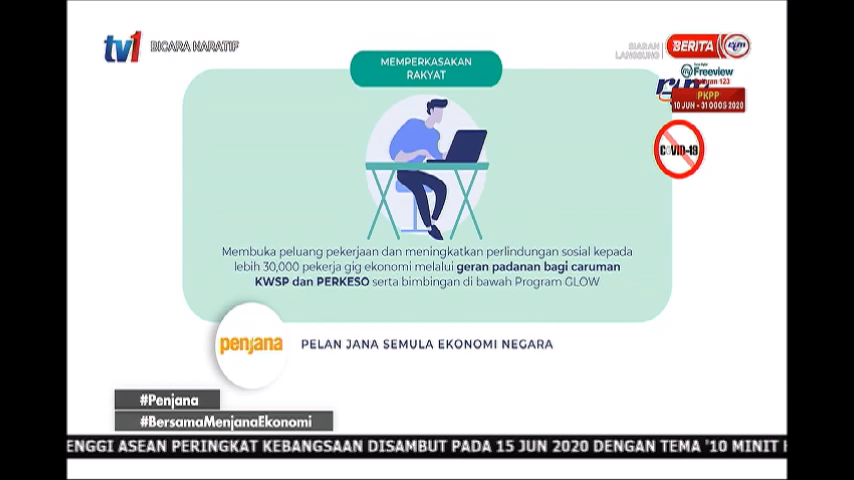 tv1 BICARA NARATIF
SIARAN
LANGSUNG
BERITA rtm
Freeview
PKPP
10 JUN - 31 OGOS 2020
COVID-19
MEMPERKASAKAN
RAKYAT
Membuka peluang pekerjaan dan meningkatkan perlindungan sosial kepada
lebih 30,000 pekerja gig ekonomi melalui geran padanan bagi caruman
KWSP dan PERKESO serta bimbingan di bawah Program GLOW
penjana
PELAN JANA SEMULA EKONOMI NEGARA
#Penjana
#BersamaMenjanaEkonomi
ENGGI ASEAN PERINGKAT KEBANGSAAN DISAMBUT PADA 15 JUN 2020 DENGAN TEMA '10 MINIT